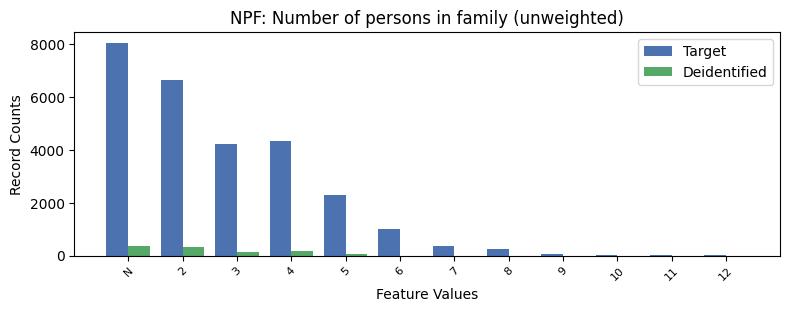 NPF: Number of persons in family (unweighted)
Target
Deidentified
8000
6000
4000
2000
0
Record Counts
N 2 3 4 5 6 7 8 9 10 11 12
Feature Values